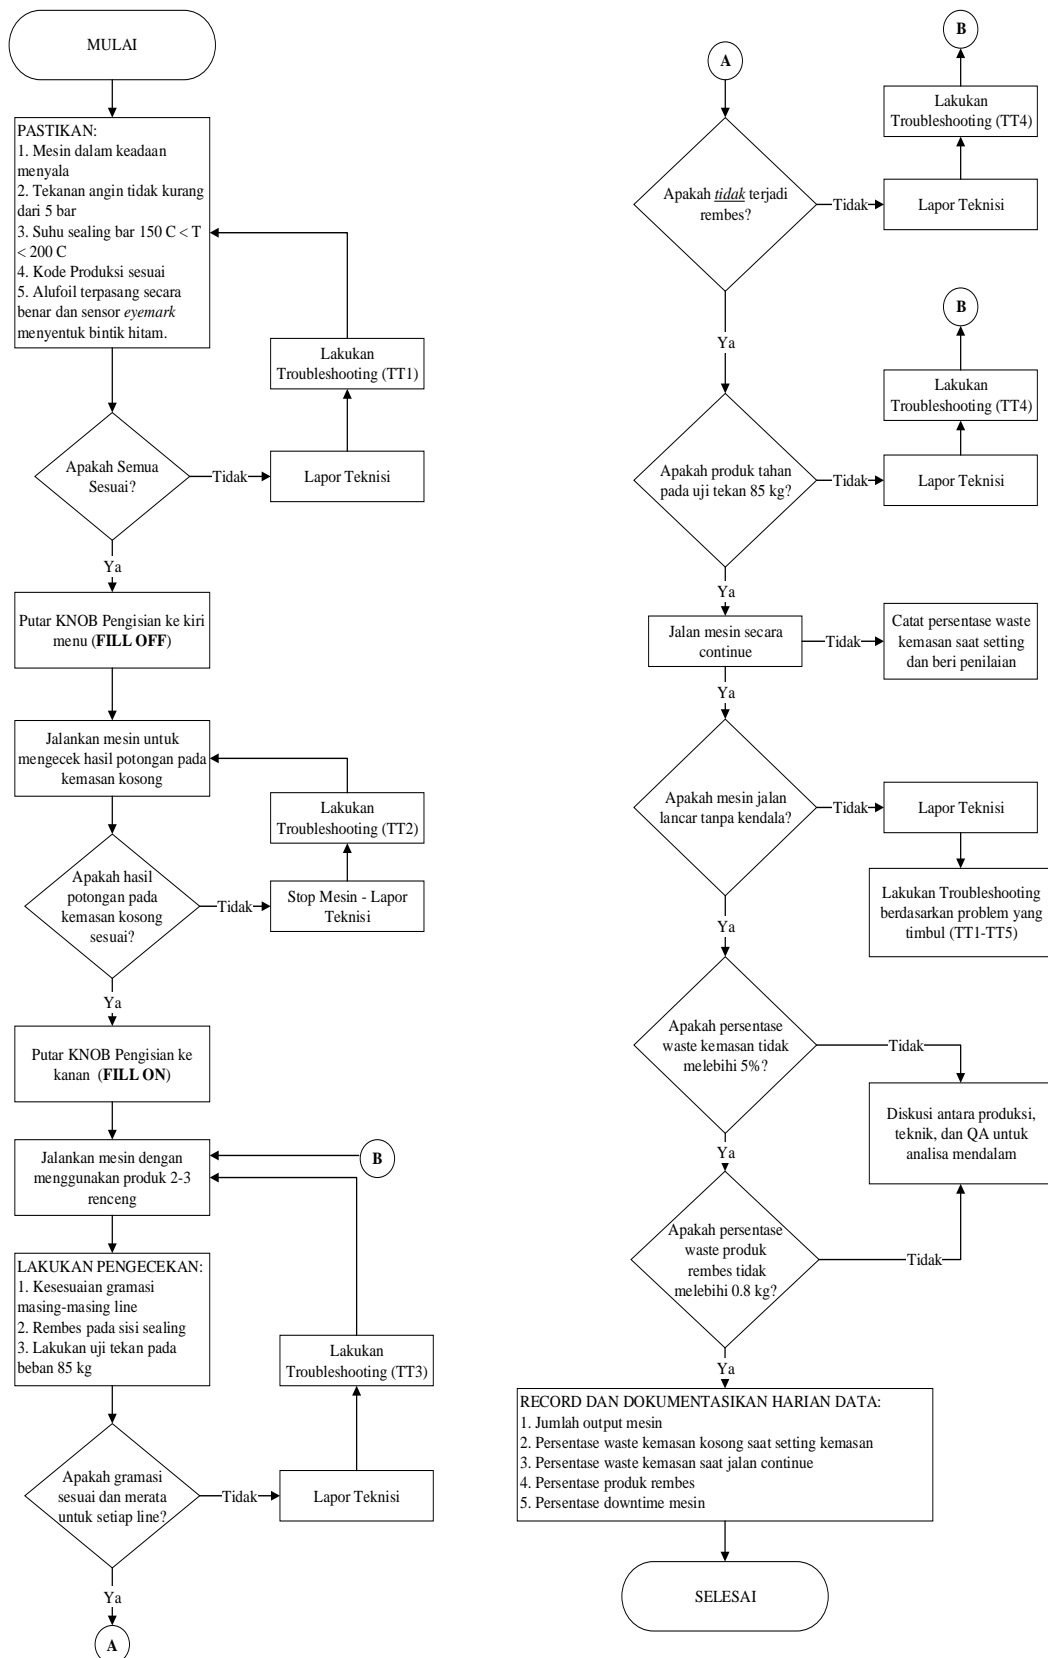 MULAI
PASTIKAN:
1. Mesin dalam keadaan
menyala
2. Tekanan angin tidak kurang
dari 5 bar
3. Suhu sealing bar 150 C < T
< 200 C
4. Kode Produksi sesuai
5. Alufoil terpasang secara
benar dan sensor eyemark
menyentuk bintik hitam.
Lakukan
Troubleshooting (TT1)
Apakah Semua
Sesuai?
Tidak
Lapor Teknisi
Ya
Putar KNOB Pengisian ke kiri
menu (FILL OFF)
Jalankan mesin untuk
mengecek hasil potongan pada
kemasan kosong
Lakukan
Troubleshooting (TT2)
Apakah hasil
potongan pada
kemasan kosong
sesuai?
Tidak
Stop Mesin - Lapor
Teknisi
Ya
Putar KNOB Pengisian ke
kanan (FILL ON)
Jalankan mesin dengan
menggunakan produk 2-3
renceng
B
LAKUKAN PENGECEKAN:
1. Kesesuaian gramasi
masing-masing line
2. Rembes pada sisi sealing
3. Lakukan uji tekan pada
beban 85 kg
Lakukan
Troubleshooting (TT3)
Apakah gramasi
sesuai dan merata
untuk setiap line?
Tidak
Lapor Teknisi
Ya
A
A
B
Lakukan
Troubleshooting (TT4)
Apakah tidak terjadi
rembes?
Tidak
Lapor Teknisi
Ya
B
Lakukan
Troubleshooting (TT4)
Apakah produk tahan
pada uji tekan 85 kg?
Tidak
Lapor Teknisi
Ya
Jalan mesin secara
continue
Tidak
Catat persentase waste
kemasan saat setting
dan beri penilaian
Ya
Apakah mesin jalan
lancar tanpa kendala?
Tidak
Lapor Teknisi
Lakukan Troubleshooting
berdasarkan problem yang
timbul (TT1-TT5)
Ya
Apakah persentase
waste kemasan tidak
melebihi 5%?
Tidak
Diskusi antara produksi,
teknik, dan QA untuk
analisa mendalam
Ya
Apakah persentase
waste produk
rembes tidak
melebihi 0.8 kg?
Tidak
Ya
RECORD DAN DOKUMENTASIKAN HARIAN DATA:
1. Jumlah output mesin
2. Persentase waste kemasan kosong saat setting kemasan
3. Persentase waste kemasan saat jalan continue
4. Persentase produk rembes
5. Persentase downtime mesin
SELESAI